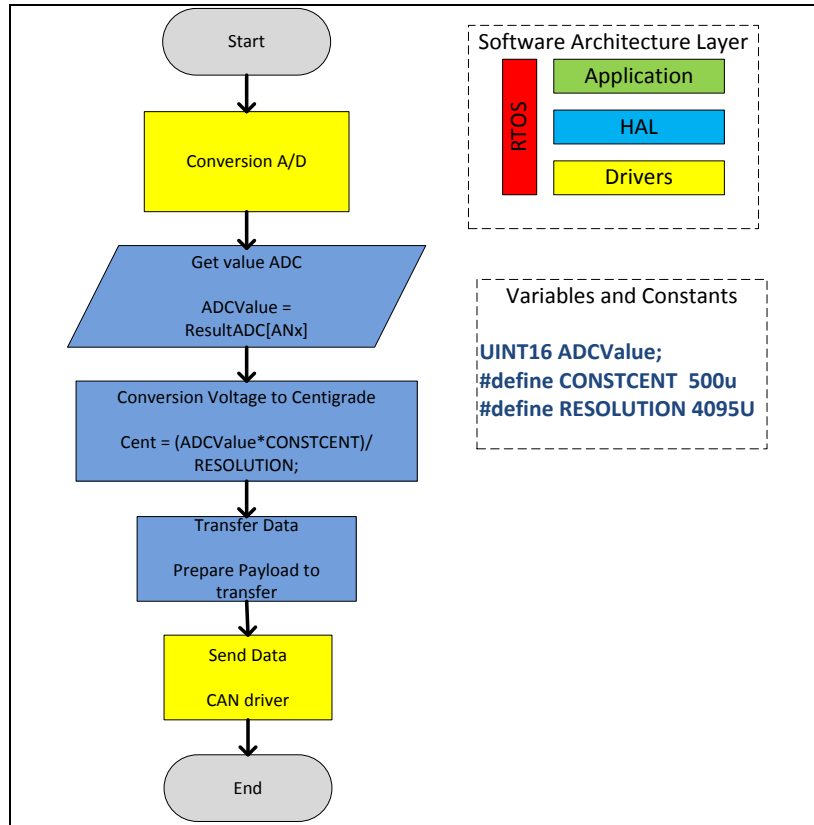 Start
Conversion A/D
Get value ADC
ADCValue =
ResultADC[ANx]
Conversion Voltage to Centigrade
Cent = (ADCValue*CONSTCENT)/
RESOLUTION;
Transfer Data
Prepare Payload to
transfer
Send Data
CAN driver
End
Software Architecture Layer
RTOS
Application
HAL
Drivers
Variables and Constants
UINT16 ADCValue;
#define CONSTCENT 500u
#define RESOLUTION 4095U